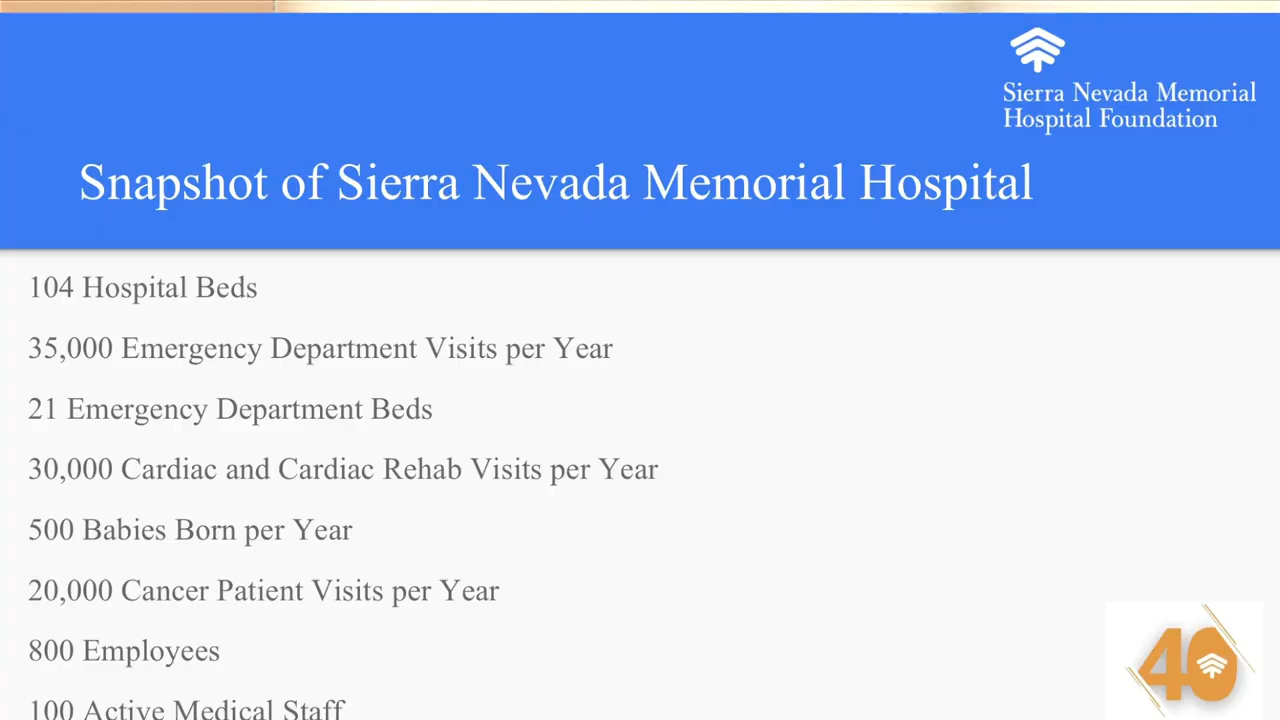 Sierra Nevada Memorial
Hospital Foundation
Snapshot of Sierra Nevada Memorial Hospital
104 Hospital Beds
35,000 Emergency Department Visits per Year
21 Emergency Department Beds
30,000 Cardiac and Cardiac Rehab Visits per Year
500 Babies Born per Year
20,000 Cancer Patient Visits per Year
800 Employees
100 Active Medical Staff
40